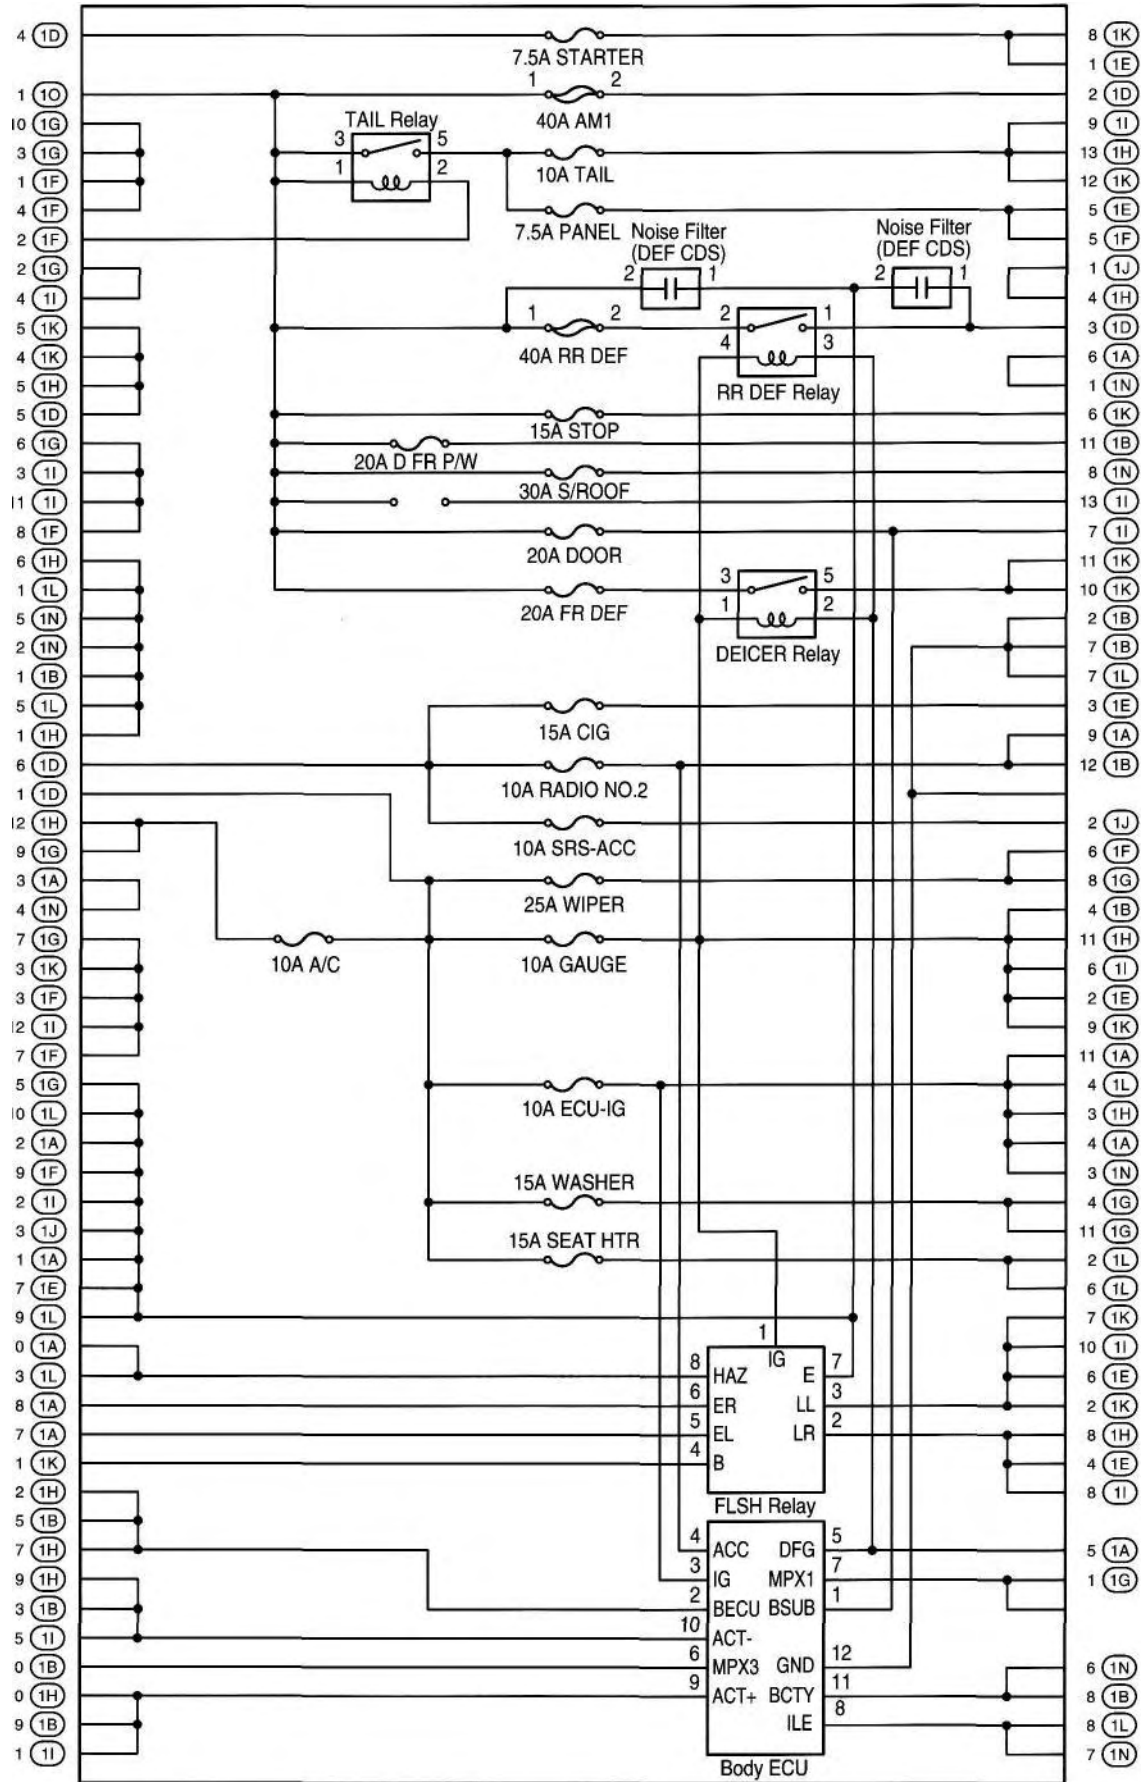 4 1D 7.5A STARTER 8 1K
1 1E
1 1O 1 2 40A AM1 2 1D
10 1G TAIL Relay 9 1I
3 1G 3 5 10A TAIL 13 1H
1 1F 1 2 12 1K
4 1F 7.5A PANEL 5 1E
2 1F Noise Filter (DEF CDS) Noise Filter (DEF CDS) 5 1F
2 1G 2 1 2 1 1 1J
4 1I 4 1H
5 1K 1 2 40A RR DEF 2 1 3 1D
4 1K 4 3 6 1A
5 1H RR DEF Relay 1 1N
5 1D 15A STOP 6 1K
6 1G 20A D FR P/W 11 1B
3 1I 30A S/ROOF 8 1N
11 1I 13 1I
8 1F 20A DOOR 7 1I
6 1H 11 1K
1 1L 20A FR DEF 3 5 10 1K
5 1N 1 2 2 1B
2 1N DEICER Relay 7 1B
1 1B 7 1L
5 1L 15A CIG 3 1E
1 1H 9 1A
6 1D 10A RADIO NO.2 12 1B
1 1D
12 1H 10A SRS-ACC 2 1J
9 1G 6 1F
3 1A 25A WIPER 8 1G
4 1N 4 1B
7 1G 10A A/C 10A GAUGE 11 1H
3 1K 6 1I
3 1F 2 1E
12 1I 9 1K
7 1F 11 1A
5 1G 10A ECU-IG 4 1L
10 1L 3 1H
2 1A 4 1A
9 1F 3 1N
2 1I 15A WASHER 4 1G
3 1J 11 1G
1 1A 15A SEAT HTR 2 1L
7 1E 6 1L
9 1L 7 1K
0 1A 1 IG 10 1I
3 1L 8 HAZ E 7 6 1E
8 1A 6 ER LL 3 2 1K
7 1A 5 EL LR 2 8 1H
1 1K 4 B 4 1E
2 1H FLSH Relay 8 1I
5 1B
7 1H 4 ACC DFG 5 5 1A
9 1H 3 IG MPX1 7 1 1G
3 1B 2 BECU BSUB 1
5 1I 10 ACT-
0 1B 6 MPX3 GND 12 6 1N
0 1H 9 ACT+ BCTY 11 8 1B
9 1B ILE 8 8 1L
1 1I Body ECU 7 1N